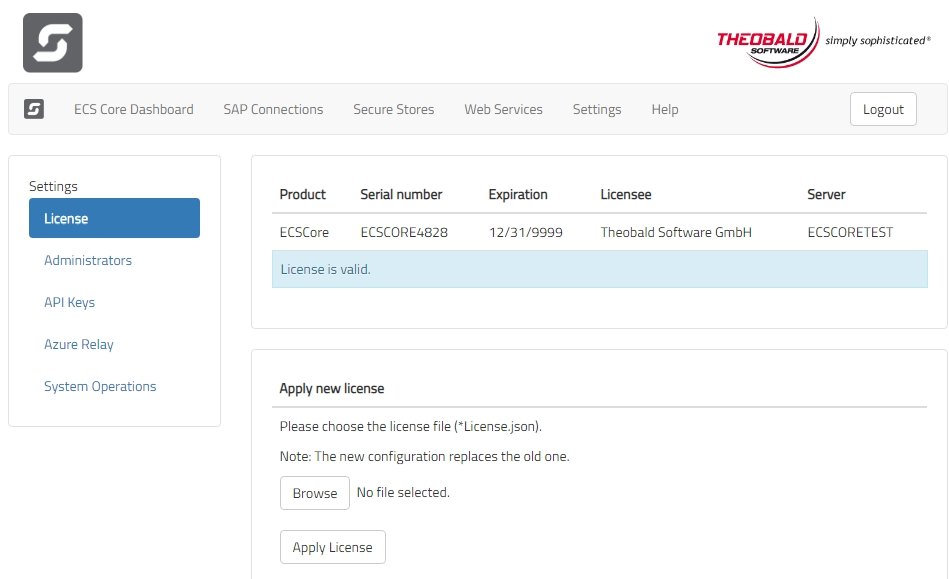 THEOBALD
SOFTWARE
simply sophisticated®
ECS Core Dashboard SAP Connections Secure Stores Web Services Settings Help Logout
Settings
License
Administrators
API Keys
Azure Relay
System Operations
Product Serial number Expiration Licensee Server
ECSCore ECSCORE4828 12/31/9999 Theobald Software GmbH ECSCORETEST
License is valid.
Apply new license
Please choose the license file (*License.json).
Note: The new configuration replaces the old one.
Browse No file selected.
Apply License